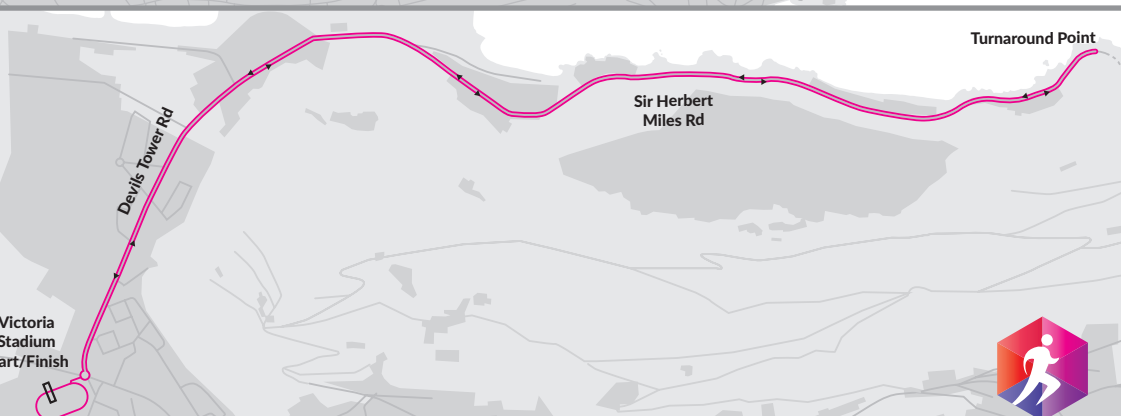 Turnaround Point
Sir Herbert
Miles Rd
Devils Tower Rd
Victoria
Stadium
art/Finish